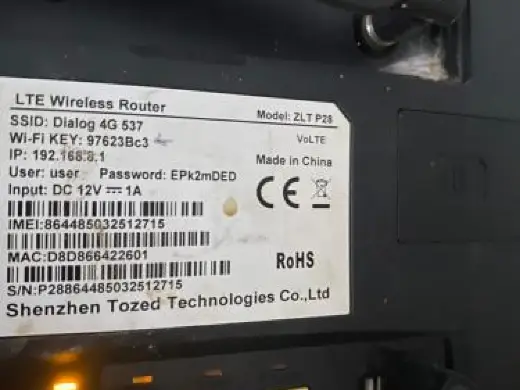 LTE Wireless Router
Model: ZLT P28
SSID: Dialog 4G 537
VoLTE
Wi-Fi KEY: 97623Bc3
IP: 192.168.8.1
Made in China
User: user Password: EPk2mDED
Input: DC 12V⎓1A
CE
IMEI:864485032512715
MAC:D8D866422601
RoHS
S/N:P28864485032512715
Shenzhen Tozed Technologies Co.,Ltd